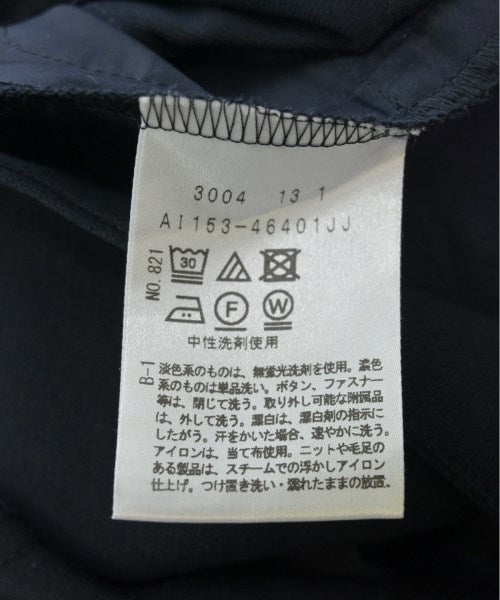 3004 13 1
AI153-46401JJ
NO.821
30
F
W
中性洗剤使用
B-1
淡色系のものは、無蛍光洗剤を使用。濃色
系のものは単品洗い。ボタン、ファスナー
等は、閉じて洗う。取り外し可能な附属品
は、外して洗う。漂白は、漂白剤の指示に
したがう。汗をかいた場合、速やかに洗う。
アイロンは、当て布使用。ニットや毛足の
ある製品は、スチームでの浮かしアイロン
仕上げ。つけ置き洗い・濡れたままの放置、